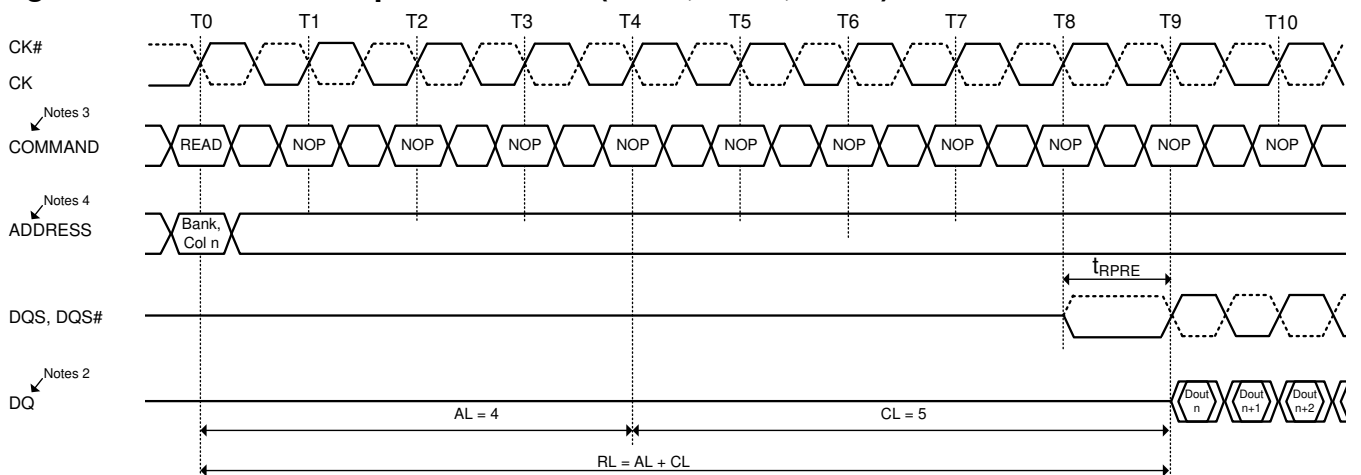 T0 T1 T2 T3 T4 T5 T6 T7 T8 T9 T10
CK#
CK
Notes 3
COMMAND READ NOP NOP NOP NOP NOP NOP NOP NOP NOP NOP
Notes 4
ADDRESS
Bank,
Col n
tRPRE
DQS, DQS#
Notes 2
DQ
Dout
n
Dout
n+1
Dout
n+2
AL = 4 CL = 5
RL = AL + CL